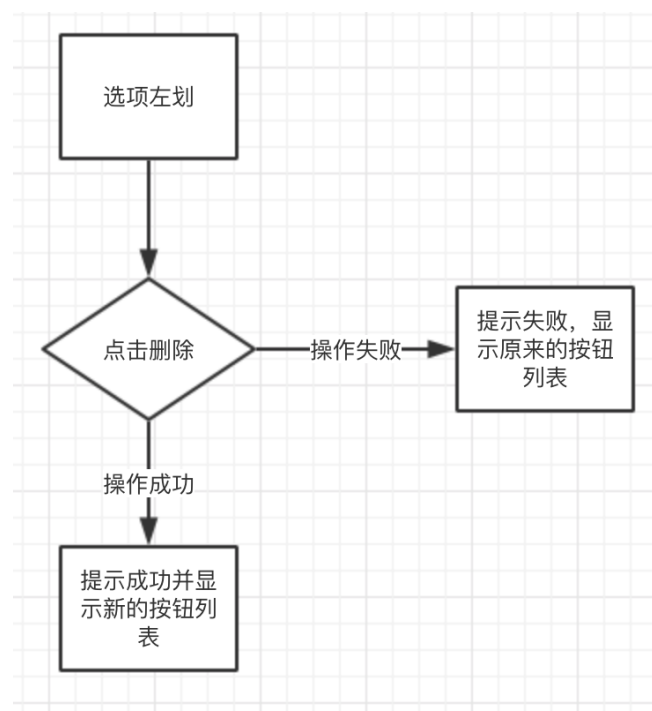 选项左划
点击删除
操作失败
提示失败，显
示原来的按钮
列表
操作成功
提示成功并显
示新的按钮列
表